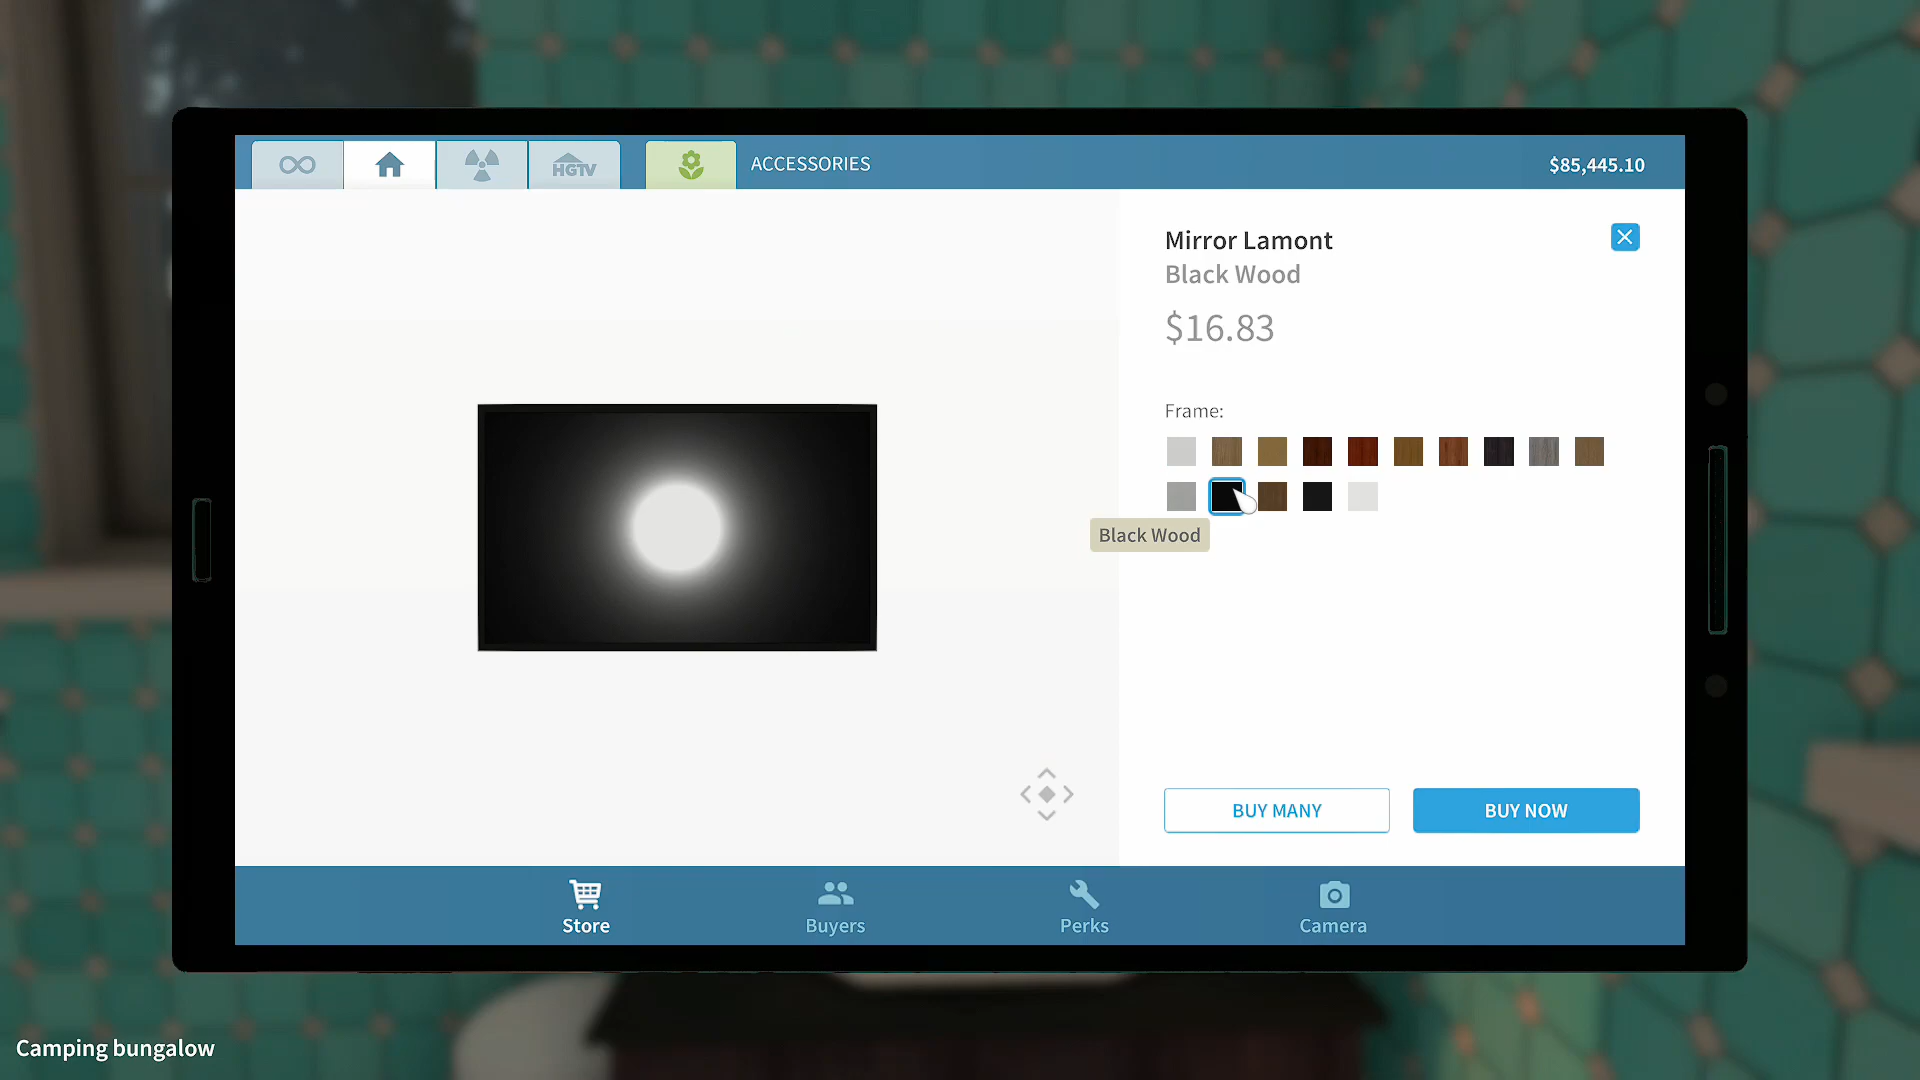 HGTV
ACCESSORIES
$85,445.10
Mirror Lamont
Black Wood
$16.83
Frame:
Black Wood
BUY MANY
BUY NOW
Store
Buyers
Perks
Camera
Camping bungalow